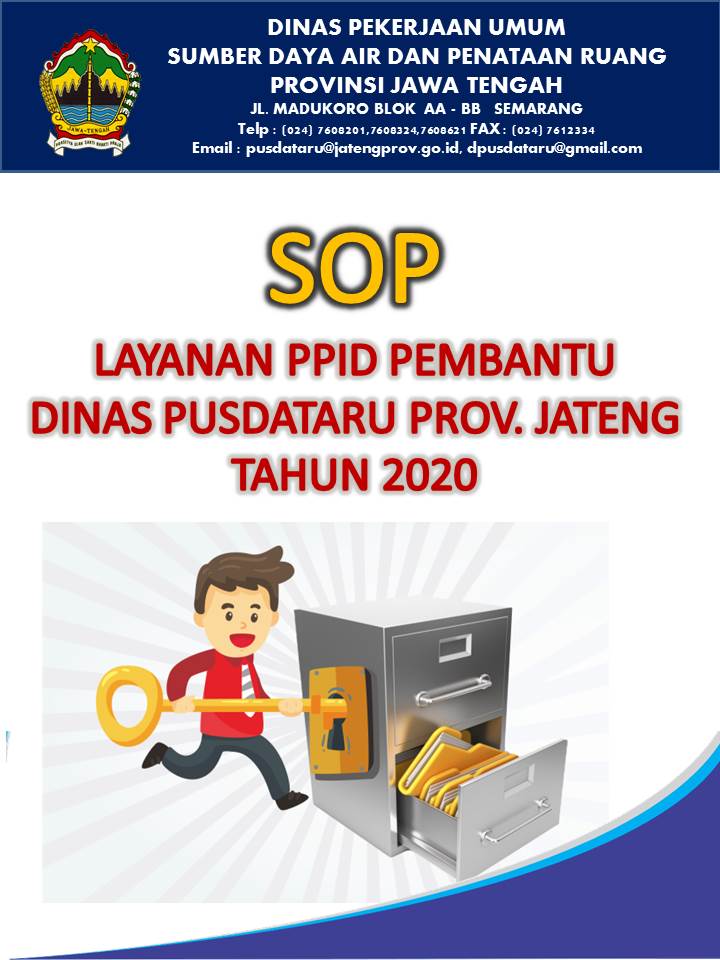 DINAS PEKERJAAN UMUM
SUMBER DAYA AIR DAN PENATAAN RUANG
PROVINSI JAWA TENGAH
JL. MADUKORO BLOK AA - BB SEMARANG
Telp : (024) 7608201,7608324,7608621 FAX : (024) 7612334
Email : pusdataru@jatengprov.go.id, dpusdataru@gmail.com
JAWA-TENGAH
SOP
LAYANAN PPID PEMBANTU
DINAS PUSDATARU PROV. JATENG
TAHUN 2020